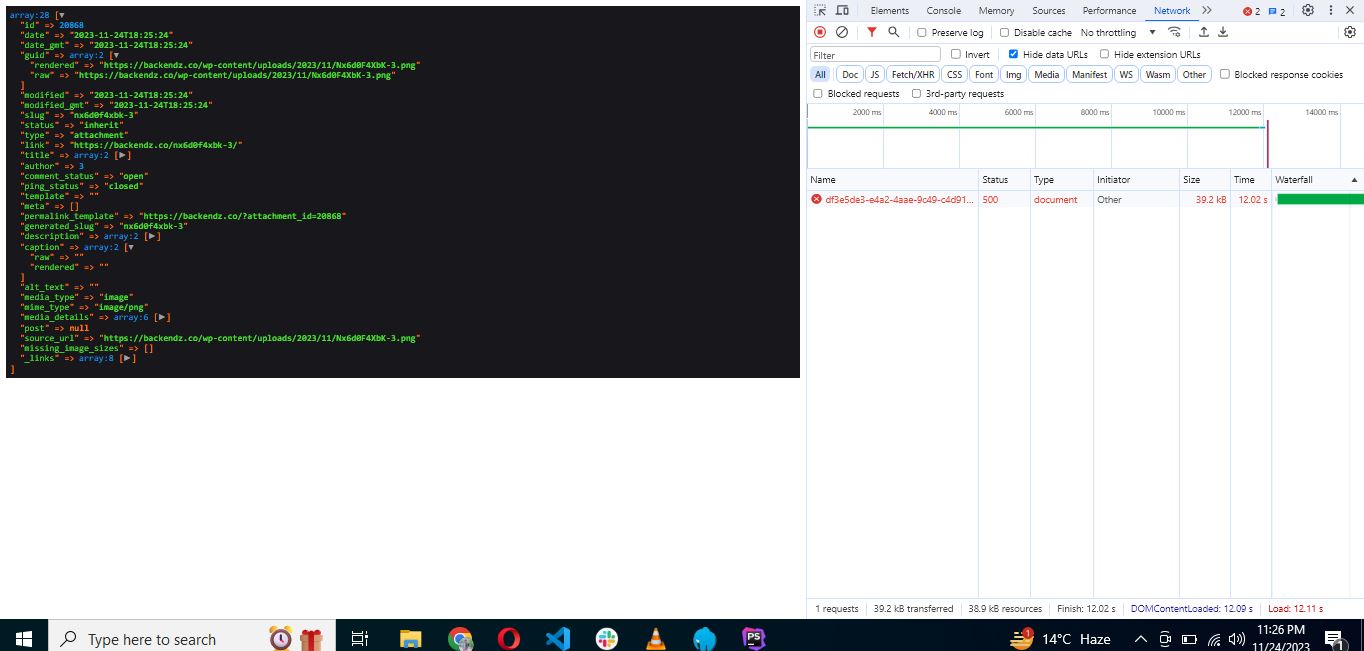 array:28 [▼
"id" => 20868
"date" => "2023-11-24T18:25:24"
"date_gmt" => "2023-11-24T18:25:24"
"guid" => array:2 [▼
"rendered" => "https://backendz.co/wp-content/uploads/2023/11/Nx6d0F4XbK-3.png"
"raw" => "https://backendz.co/wp-content/uploads/2023/11/Nx6d0F4XbK-3.png"
]
"modified" => "2023-11-24T18:25:24"
"modified_gmt" => "2023-11-24T18:25:24"
"slug" => "nx6d0f4xbk-3"
"status" => "inherit"
"type" => "attachment"
"link" => "https://backendz.co/nx6d0f4xbk-3/"
"title" => array:2 [▶]
"author" => 3
"comment_status" => "open"
"ping_status" => "closed"
"template" => ""
"meta" => []
"permalink_template" => "https://backendz.co/?attachment_id=20868"
"generated_slug" => "nx6d0f4xbk-3"
"description" => array:2 [▶]
"caption" => array:2 [▼
"raw" => ""
"rendered" => ""
]
"alt_text" => ""
"media_type" => "image"
"mime_type" => "image/png"
"media_details" => array:6 [▶]
"post" => null
"source_url" => "https://backendz.co/wp-content/uploads/2023/11/Nx6d0F4XbK-3.png"
"missing_image_sizes" => []
"_links" => array:8 [▶]
]
Elements Console Memory Sources Performance Network 2 2
Preserve log Disable cache No throttling
Filter Invert Hide data URLs Hide extension URLs
All Doc JS Fetch/XHR CSS Font Img Media Manifest WS Wasm Other Blocked response cookies
Blocked requests 3rd-party requests
2000 ms 4000 ms 6000 ms 8000 ms 10000 ms 12000 ms 14000 ms
Name Status Type Initiator Size Time Waterfall
df3e5de3-e4a2-4aae-9c49-c4d91... 500 document Other 39.2 kB 12.02 s
1 requests 39.2 kB transferred 38.9 kB resources Finish: 12.02 s DOMContentLoaded: 12.09 s Load: 12.11 s
Type here to search
PS
1
14°C Haze
11:26 PM
11/24/2023
1